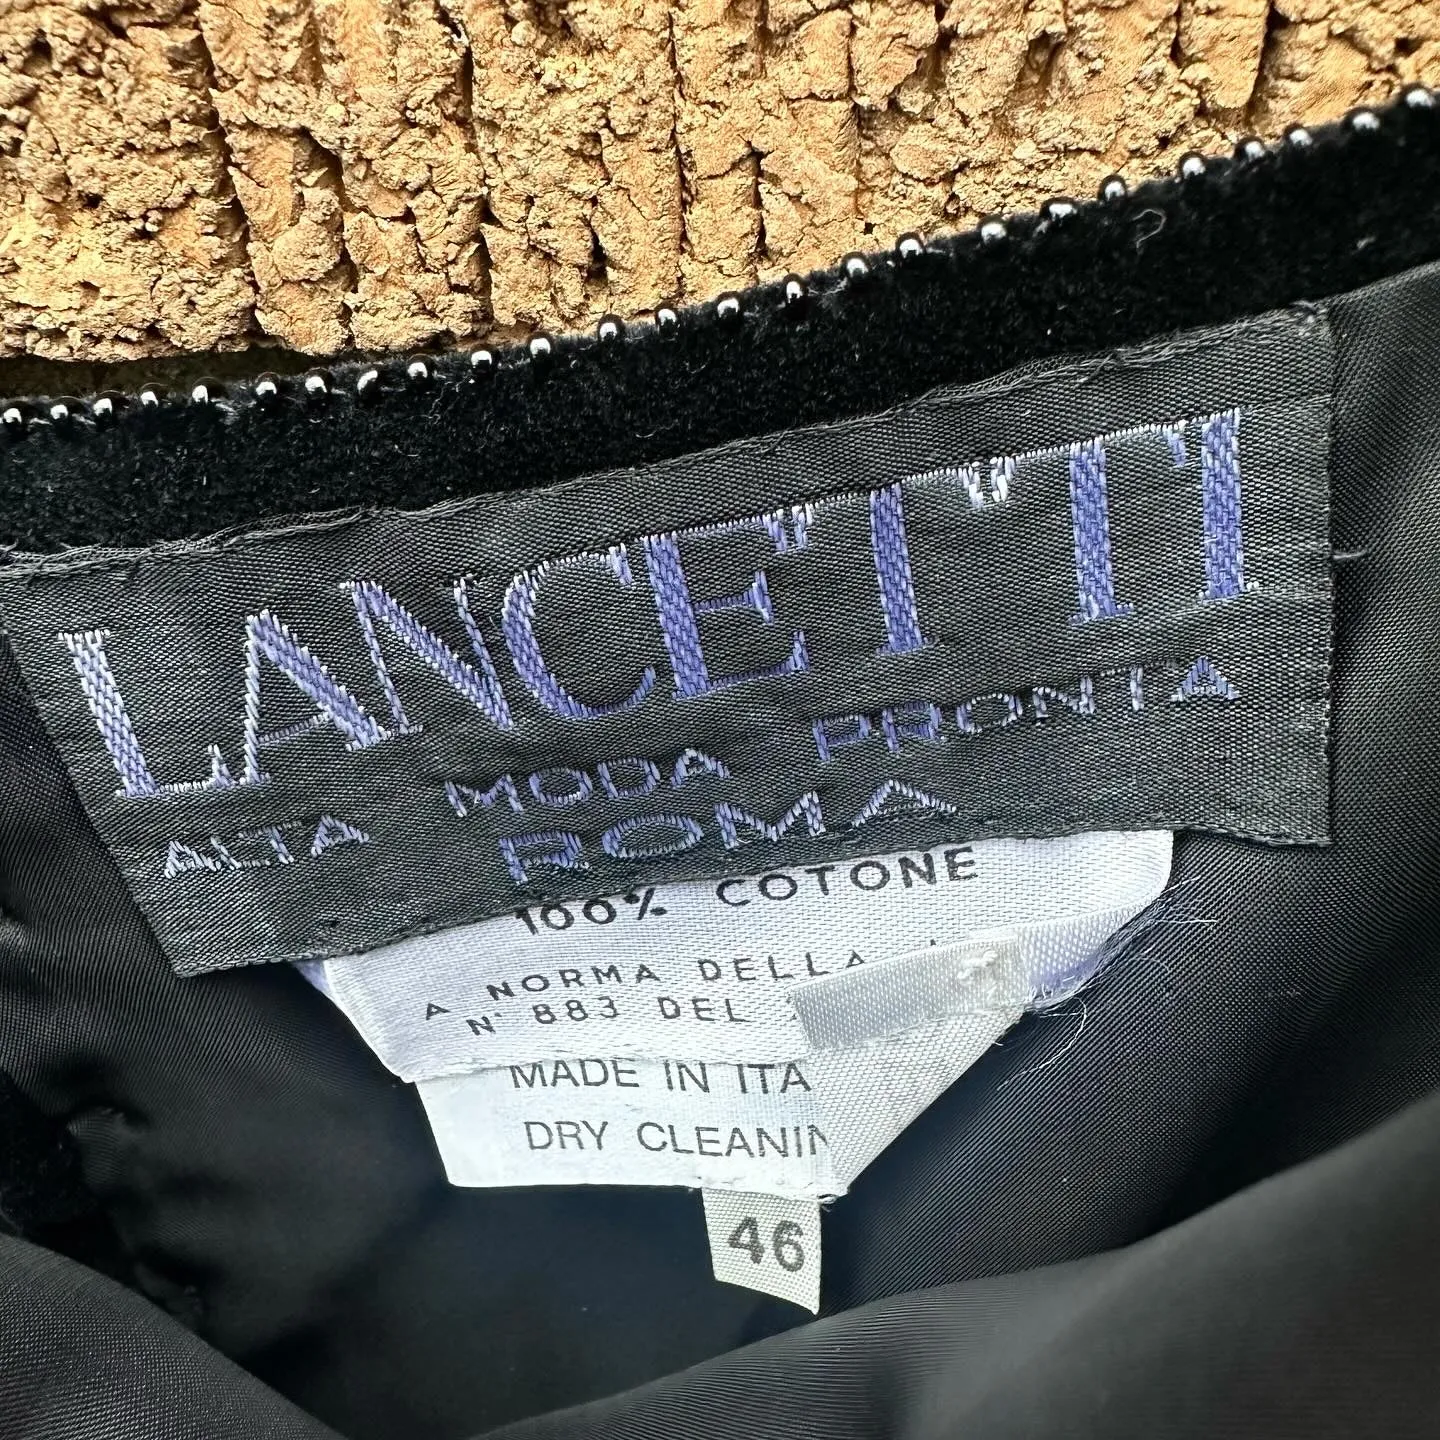 LANCETTI
ALTA MODA PRONTA
ROMA
100% COTONE
A NORMA DELLA
N° 883 DEL
MADE IN ITA
DRY CLEANIN
46